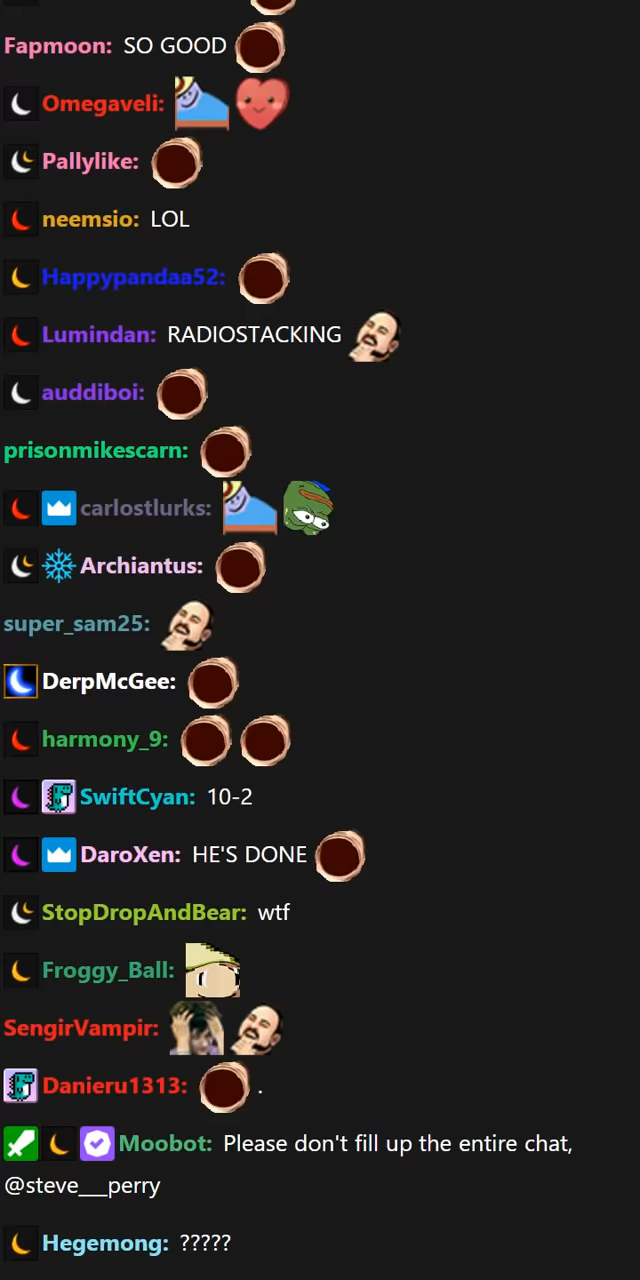 Fapmoon: SO GOOD
Omegaveli:
Pallylike:
neemsio: LOL
Happypandaa52:
Lumindan: RADIOSTACKING
auddiboi:
prisonmikescarn:
carlostlurks:
Archiantus:
super_sam25:
DerpMcGee:
harmony_9:
SwiftCyan: 10-2
DaroXen: HE'S DONE
StopDropAndBear: wtf
Froggy_Ball:
SengirVampir:
Danieru1313: .
Moobot: Please don't fill up the entire chat,
@steve___perry
Hegemong: ?????